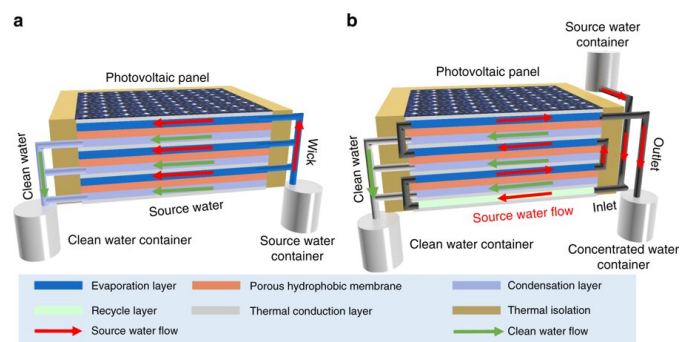 a
Photovoltaic panel
Clean water
Wick
Source water
Clean water container
Source water
container
b
Source water
container
Photovoltaic panel
Clean water
Outlet
Inlet
Source water flow
Clean water container
Concentrated water
container
Evaporation layer
Porous hydrophobic membrane
Condensation layer
Recycle layer
Thermal conduction layer
Thermal isolation
Source water flow
Clean water flow